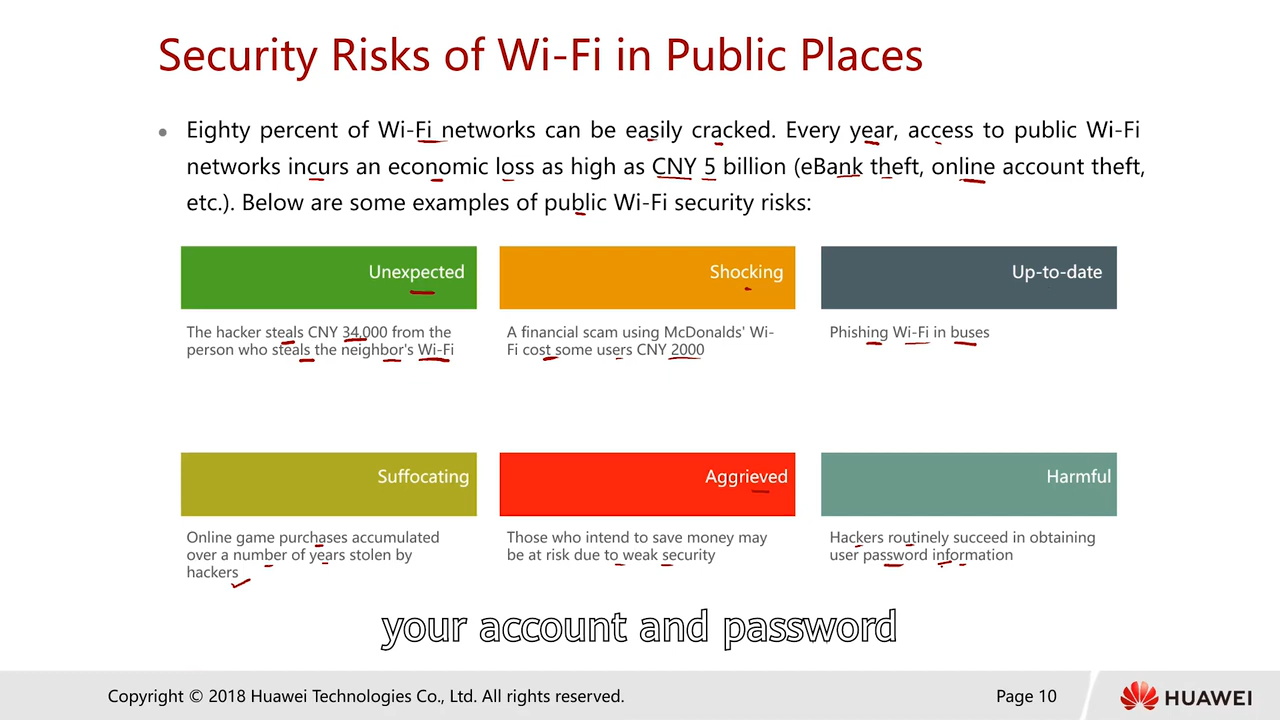 Security Risks of Wi-Fi in Public Places
Eighty percent of Wi-Fi networks can be easily cracked. Every year, access to public Wi-Fi
networks incurs an economic loss as high as CNY 5 billion (eBank theft, online account theft,
etc.). Below are some examples of public Wi-Fi security risks:
Unexpected
The hacker steals CNY 34,000 from the
person who steals the neighbor's Wi-Fi
Shocking
A financial scam using McDonalds' Wi-
Fi cost some users CNY 2000
Up-to-date
Phishing Wi-Fi in buses
Suffocating
Online game purchases accumulated
over a number of years stolen by
hackers
Aggrieved
Those who intend to save money may
be at risk due to weak security
Harmful
Hackers routinely succeed in obtaining
user password information
your account and password
Copyright © 2018 Huawei Technologies Co., Ltd. All rights reserved.
Page 10
HUAWEI